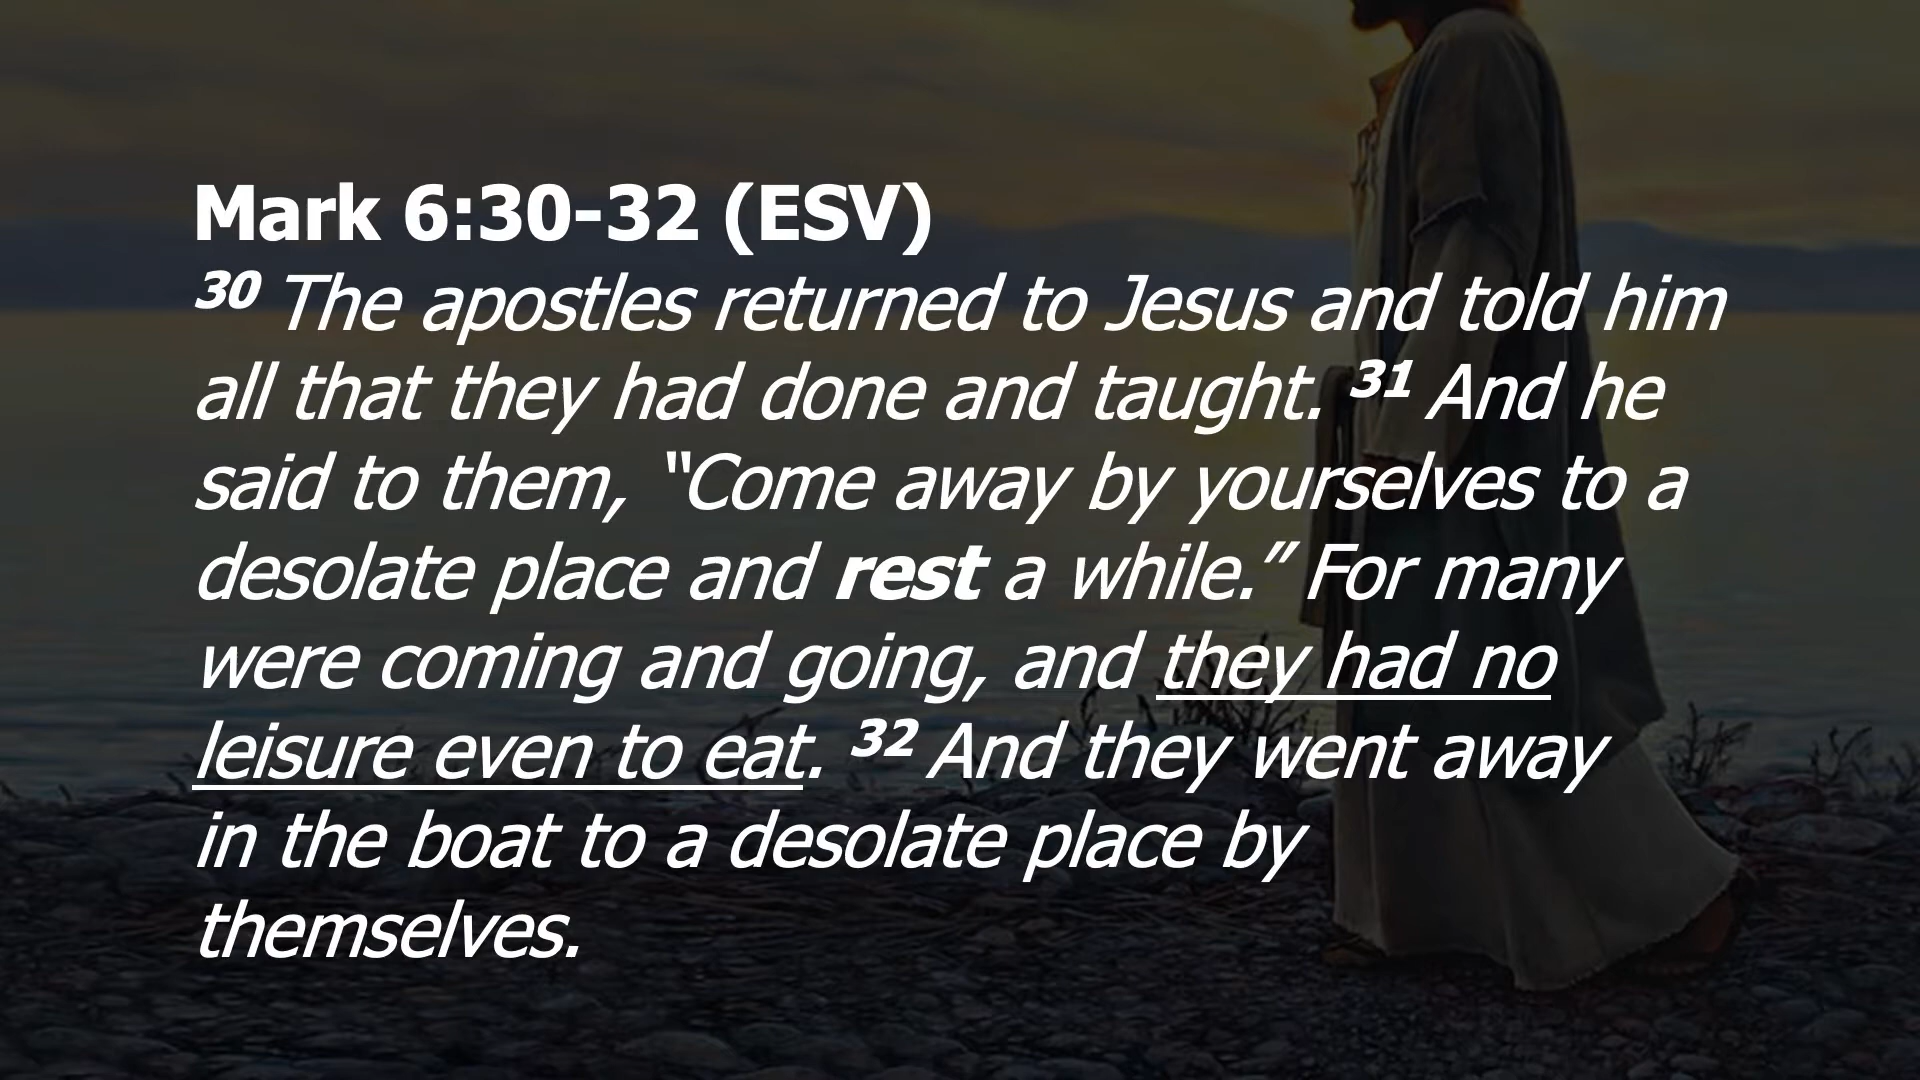 Mark 6:30-32 (ESV)
30 The apostles returned to Jesus and told him
all that they had done and taught. 31 And he
said to them, “Come away by yourselves to a
desolate place and rest a while.” For many
were coming and going, and they had no
leisure even to eat. 32 And they went away
in the boat to a desolate place by
themselves.